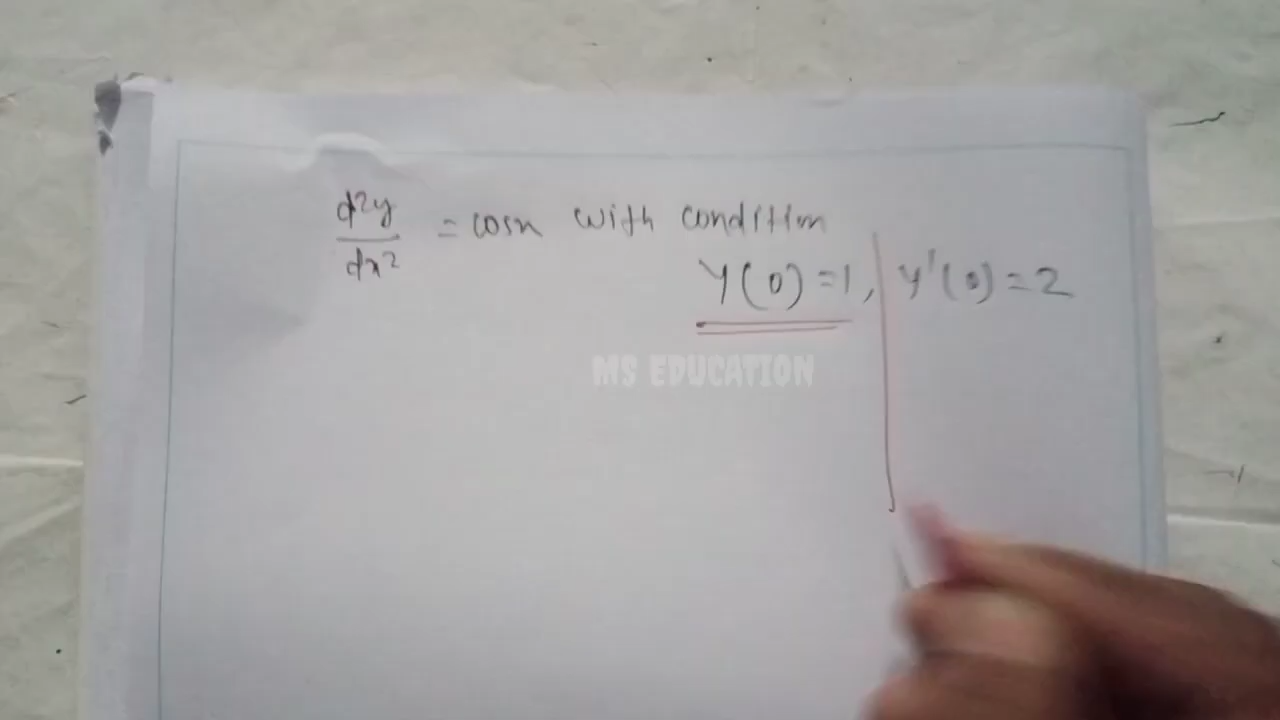 d²y/dx² = cosx with condition
Y(0)=1, Y'(0)=2
MS EDUCATION